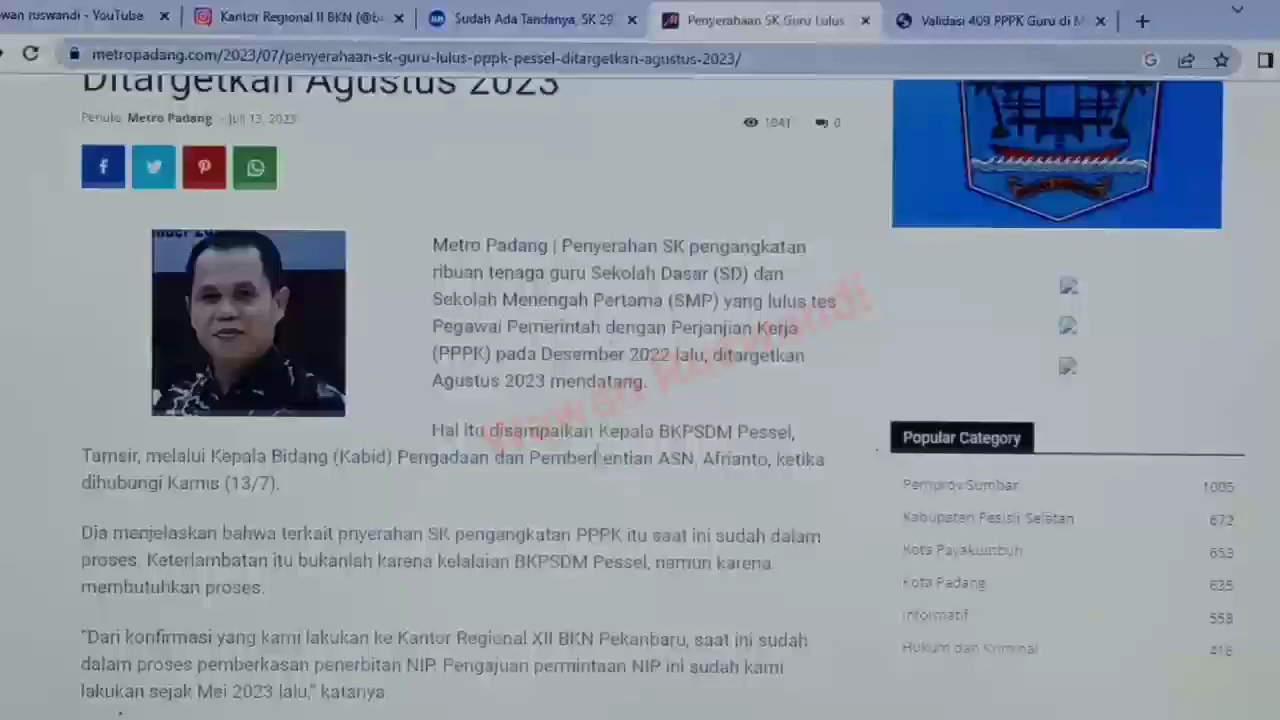 wan ruswandi - YouTube
Kantor Regional II BKN (@b
Sudah Ada Tandanya, SK 29
Penyerahaan SK Guru Lulus
Validasi 409 PPPK Guru di M
metropadang.com/2023/07/penyerahaan-sk-guru-lulus-pppk-pessel-ditargetkan-agustus-2023/
Ditargetkan Agustus 2023
Penulis Metro Padang - Juli 13, 2023
1041
0
Metro Padang | Penyerahan SK pengangkatan
ribuan tenaga guru Sekolah Dasar (SD) dan
Sekolah Menengah Pertama (SMP) yang lulus tes
Pegawai Pemerintah dengan Perjanjian Kerja
(PPPK) pada Desember 2022 lalu, ditargetkan
Agustus 2023 mendatang.
Hal itu disampaikan Kepala BKPSDM Pessel,
Tamsir, melalui Kepala Bidang (Kabid) Pengadaan dan Pemberhentian ASN, Afrianto, ketika
dihubungi Kamis (13/7).
Dia menjelaskan bahwa terkait pnyerahan SK pengangkatan PPPK itu saat ini sudah dalam
proses. Keterlambatan itu bukanlah karena kelalaian BKPSDM Pessel, namun karena
membutuhkan proses.
"Dari konfirmasi yang kami lakukan ke Kantor Regional XII BKN Pekanbaru, saat ini sudah
dalam proses pemberkasan penerbitan NIP. Pengajuan permintaan NIP ini sudah kami
lakukan sejak Mei 2023 lalu," katanya
Popular Category
Pemprov Sumbar 1005
Kabupaten Pesisir Selatan 672
Kota Payakumbuh 653
Kota Padang 635
Informatif 558
Hukum dan Kriminal 416